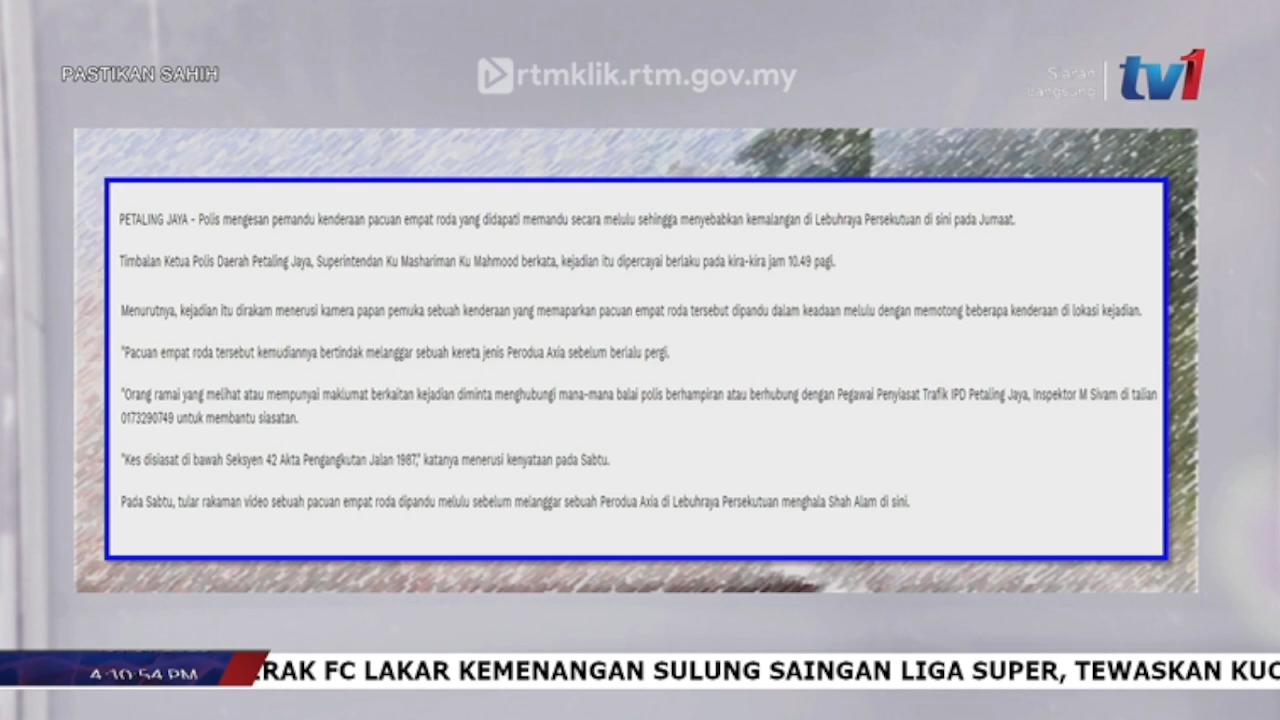 PASTIKAN SAHIH
rtmklik.rtm.gov.my
Siaran
Langsung
tv1
PETALING JAYA - Polis mengesan pemandu kenderaan pacuan empat roda yang didapati memandu secara melulu sehingga menyebabkan kemalangan di Lebuhraya Persekutuan di sini pada Jumaat.
Timbalan Ketua Polis Daerah Petaling Jaya, Superintendan Ku Mashariman Ku Mahmood berkata, kejadian itu dipercayai berlaku pada kira-kira jam 10.49 pagi.
Menurutnya, kejadian itu dirakam menerusi kamera papan pemuka sebuah kenderaan yang memaparkan pacuan empat roda tersebut dipandu dalam keadaan melulu dengan memotong beberapa kenderaan di lokasi kejadian.
"Pacuan empat roda tersebut kemudiannya bertindak melanggar sebuah kereta jenis Perodua Axia sebelum berlalu pergi.
"Orang ramai yang melihat atau mempunyai maklumat berkaitan kejadian diminta menghubungi mana-mana balai polis berhampiran atau berhubung dengan Pegawai Penyiasat Trafik IPD Petaling Jaya, Inspektor M Sivam di talian
0173290749 untuk membantu siasatan.
"Kes disiasat di bawah Seksyen 42 Akta Pengangkutan Jalan 1987," katanya menerusi kenyataan pada Sabtu.
Pada Sabtu, tular rakaman video sebuah pacuan empat roda dipandu melulu sebelum melanggar sebuah Perodua Axia di Lebuhraya Persekutuan menghala Shah Alam di sini.
4:10:54 PM
ERAK FC LAKAR KEMENANGAN SULUNG SAINGAN LIGA SUPER, TEWASKAN KUC